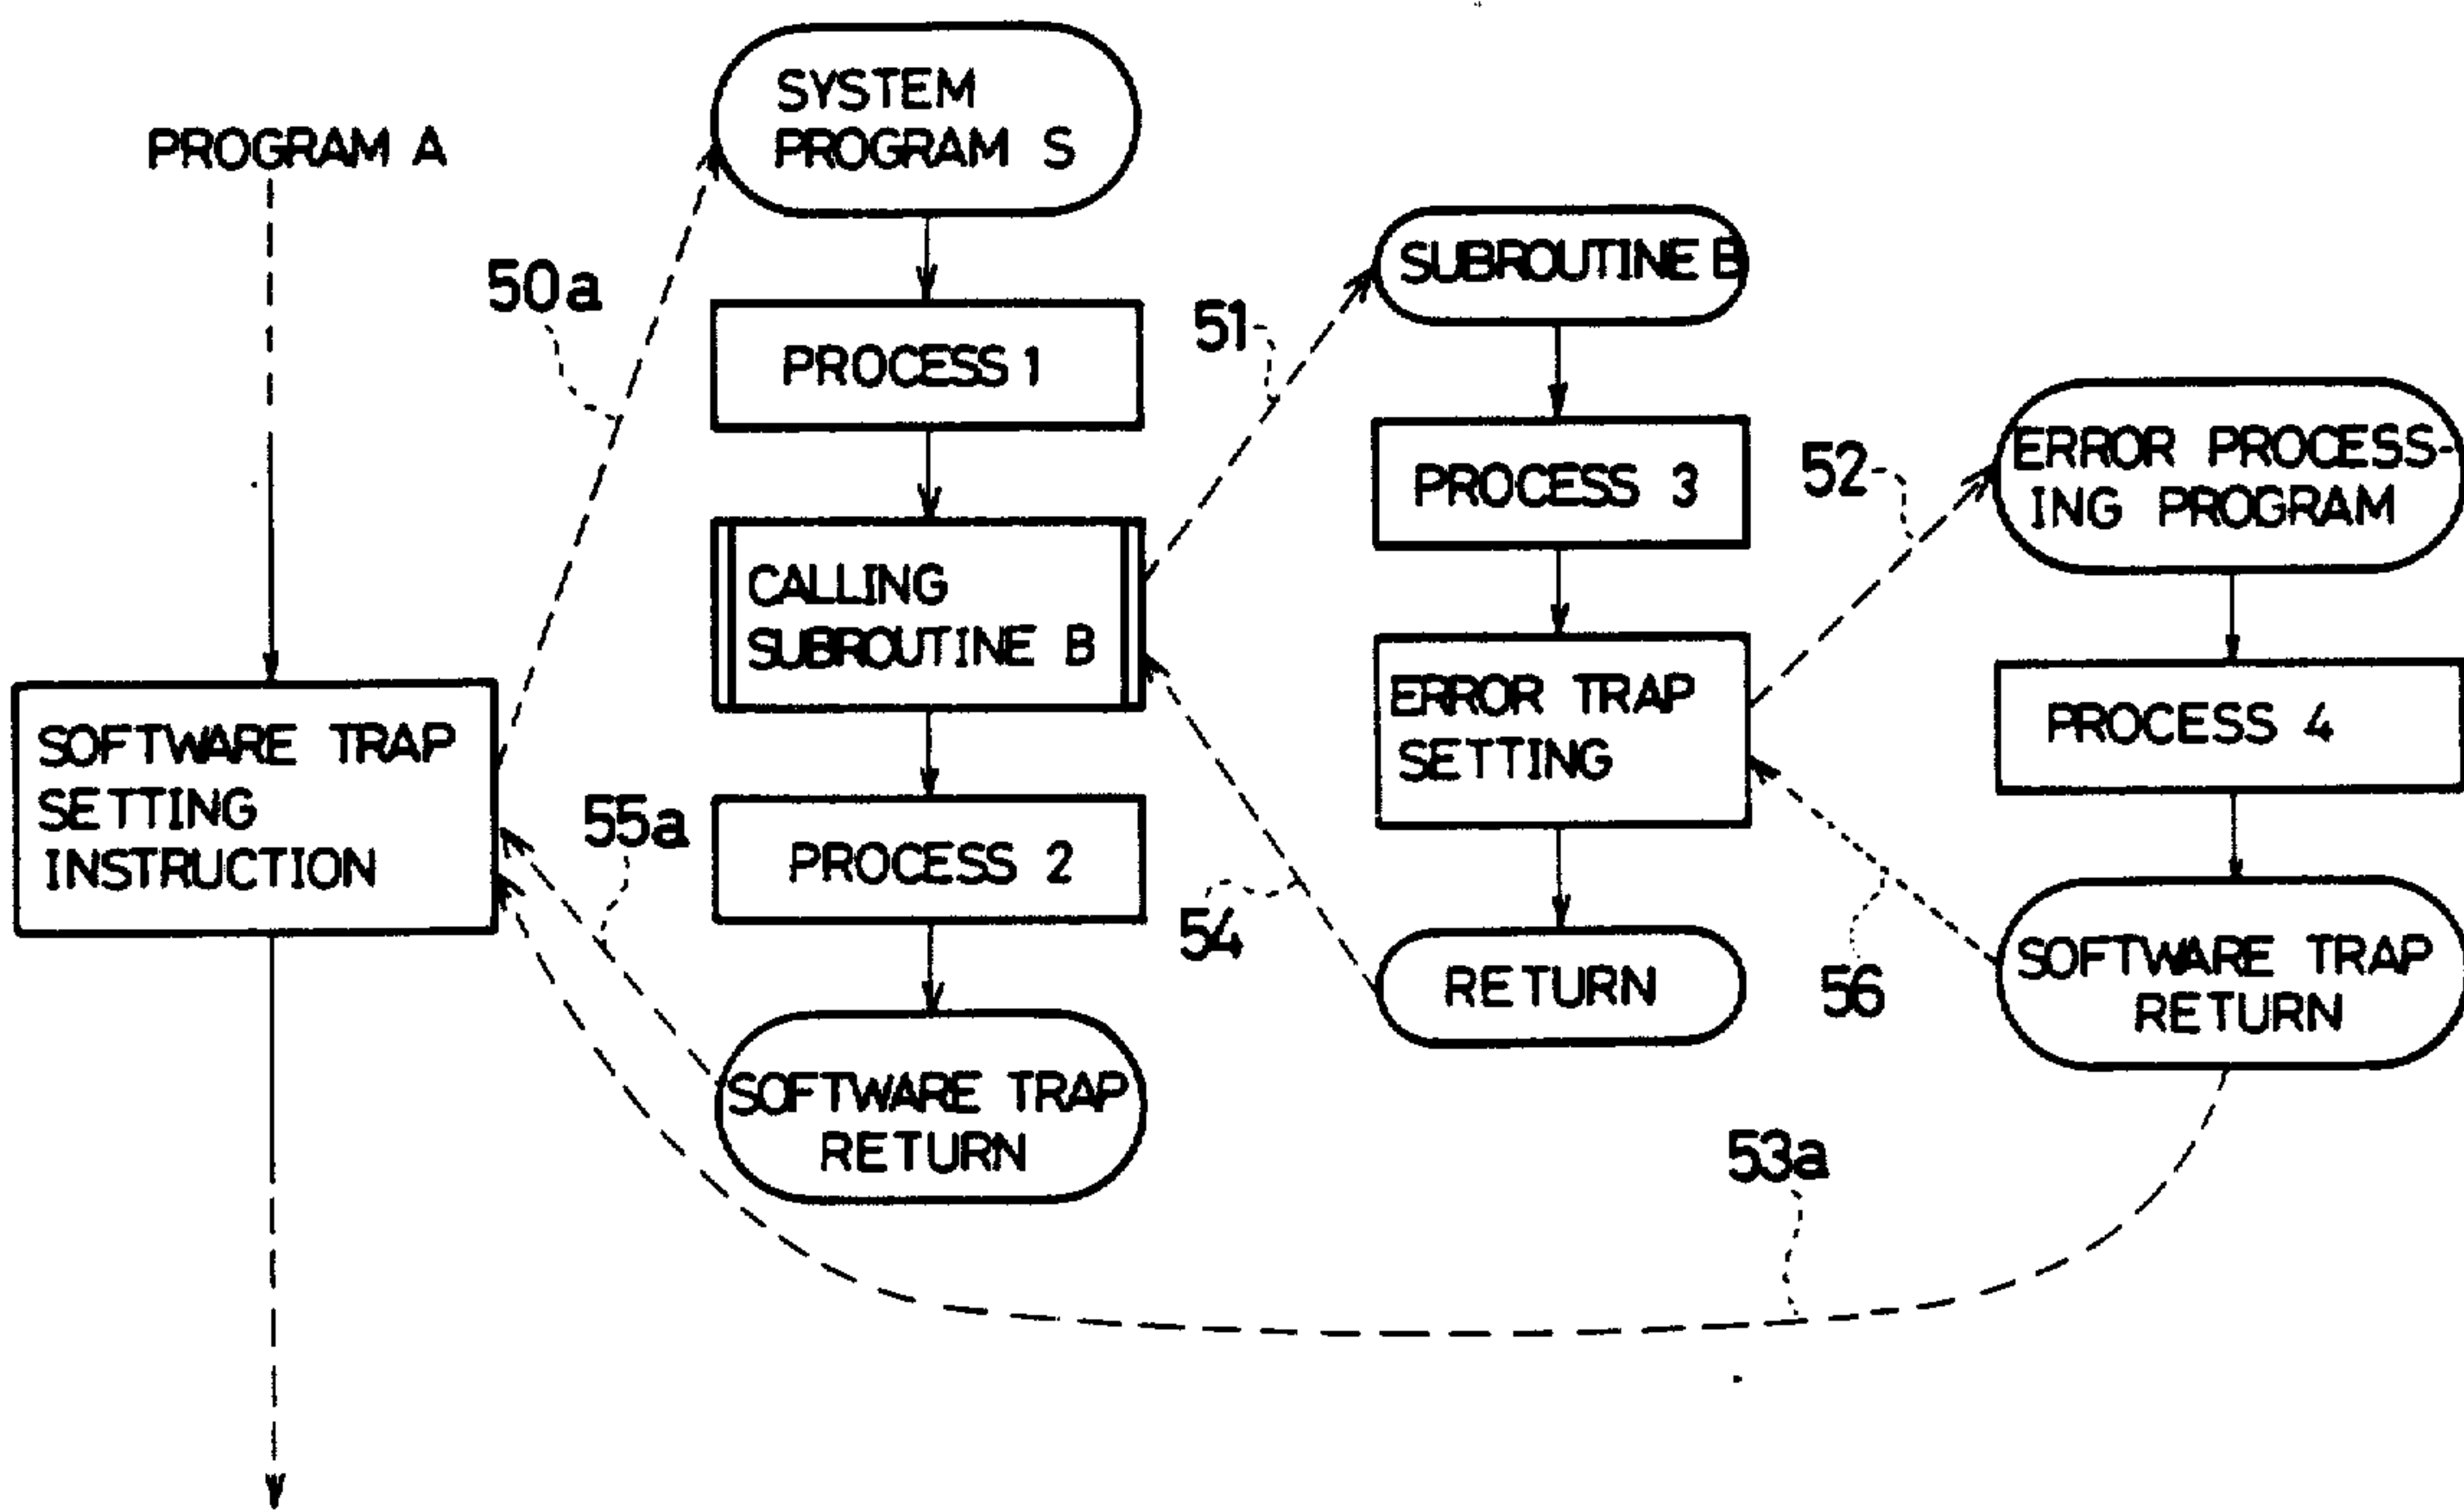 PROGRAM A
SOFTWARE TRAP
SETTING
INSTRUCTION
50a
55a
SYSTEM
PROGRAM S
PROCESS 1
CALLING
SUBROUTINE B
PROCESS 2
SOFTWARE TRAP
RETURN
51
54
SUBROUTINE B
PROCESS 3
ERROR TRAP
SETTING
RETURN
52
56
53a
ERROR PROCESS-
ING PROGRAM
PROCESS 4
SOFTWARE TRAP
RETURN